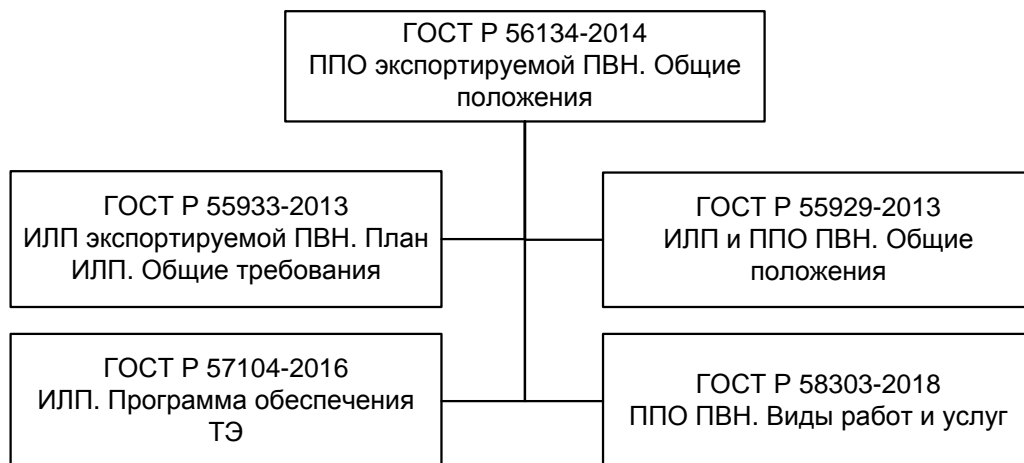 ГОСТ Р 56134-2014
ППО экспортируемой ПВН. Общие
положения
ГОСТ Р 55933-2013
ИЛП экспортируемой ПВН. План
ИЛП. Общие требования
ГОСТ Р 55929-2013
ИЛП и ППО ПВН. Общие
положения
ГОСТ Р 57104-2016
ИЛП. Программа обеспечения
ТЭ
ГОСТ Р 58303-2018
ППО ПВН. Виды работ и услуг